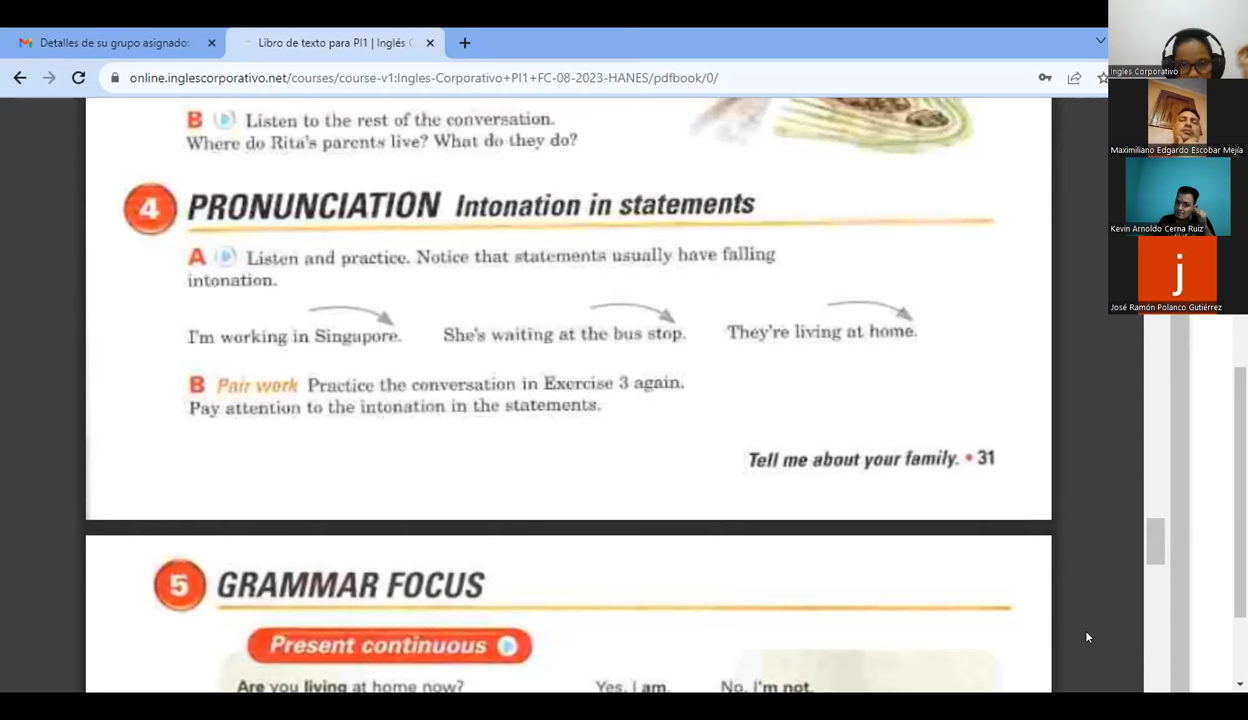 Detalles de su grupo asignado:
Libro de texto para PI1 | Inglés C
online.inglescorporativo.net/courses/course-v1:Ingles-Corporativo+PI1+FC-08-2023-HANES/pdfbook/0/
Ingles Corporativo
Maximiliano Edgardo Escobar Mejía
Kevin Arnoldo Cerna Ruiz
j
José Ramón Polanco Gutiérrez
B Listen to the rest of the conversation.
Where do Rita's parents live? What do they do?
4 PRONUNCIATION Intonation in statements
A Listen and practice. Notice that statements usually have falling
intonation.
I'm working in Singapore. She's waiting at the bus stop. They're living at home.
B Pair work Practice the conversation in Exercise 3 again.
Pay attention to the intonation in the statements.
Tell me about your family. • 31
5 GRAMMAR FOCUS
Present continuous
Are you living at home now? Yes, I am. No, I'm not.